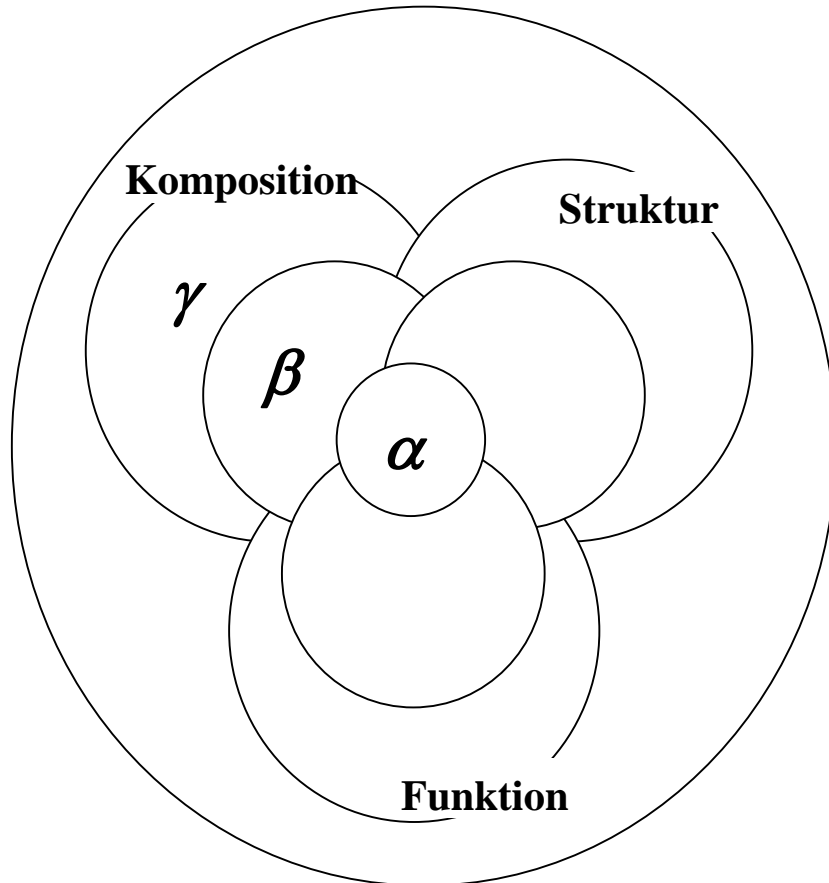 Komposition
Struktur
γ
β
α
Funktion